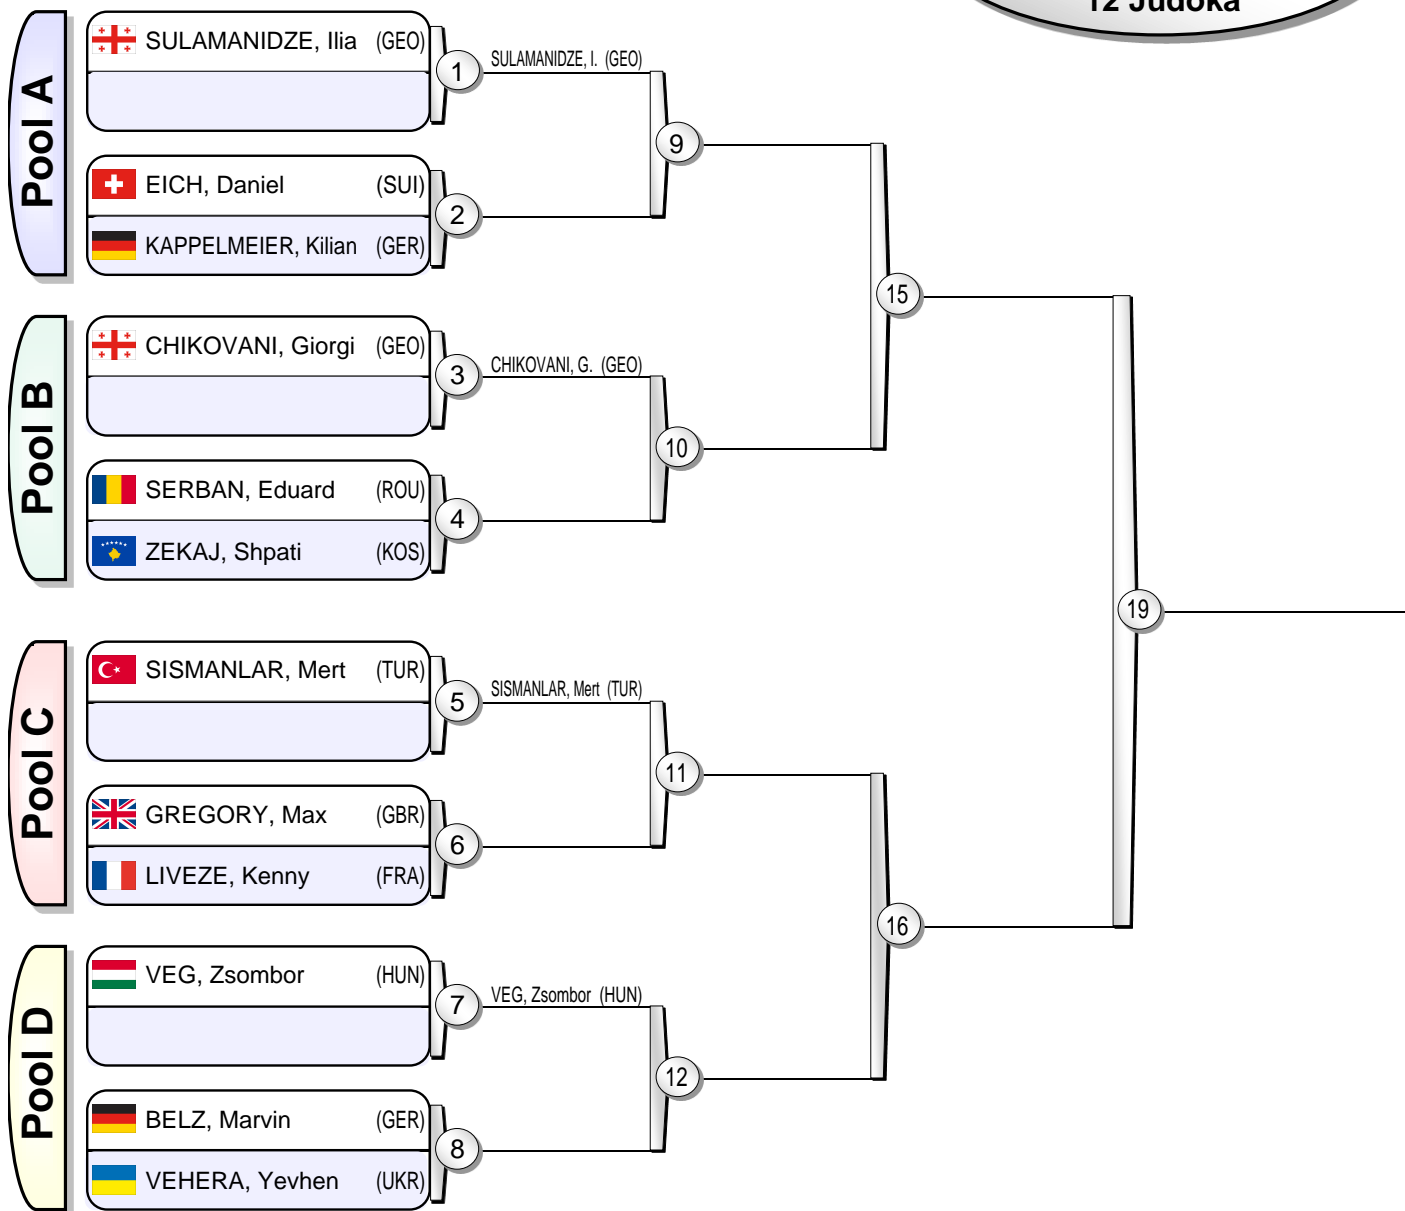 12 Judoka
Pool A
SULAMANIDZE, Ilia (GEO)
1
SULAMANIDZE, I. (GEO)
9
EICH, Daniel (SUI)
2
KAPPELMEIER, Kilian (GER)
15
Pool B
CHIKOVANI, Giorgi (GEO)
3
CHIKOVANI, G. (GEO)
10
SERBAN, Eduard (ROU)
4
ZEKAJ, Shpati (KOS)
19
Pool C
SISMANLAR, Mert (TUR)
5
SISMANLAR, Mert (TUR)
11
GREGORY, Max (GBR)
6
LIVEZE, Kenny (FRA)
16
Pool D
VEG, Zsombor (HUN)
7
VEG, Zsombor (HUN)
12
BELZ, Marvin (GER)
8
VEHERA, Yevhen (UKR)